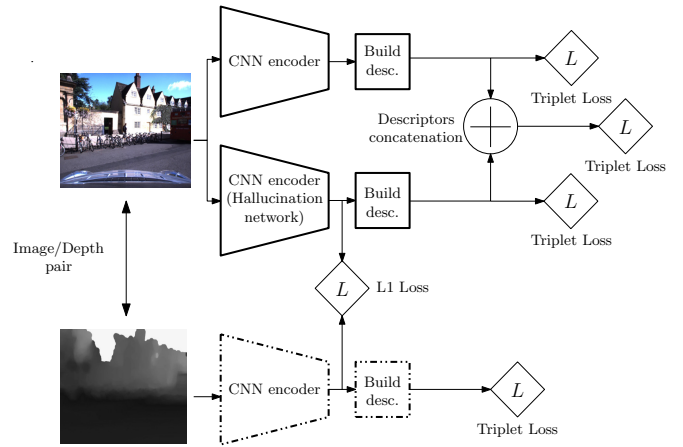 CNN encoder
Build
desc.
L
Triplet Loss
Descriptors
concatenation
L
Triplet Loss
CNN encoder
(Hallucination
network)
Build
desc.
L
Triplet Loss
Image/Depth
pair
L
L1 Loss
CNN encoder
Build
desc.
L
Triplet Loss